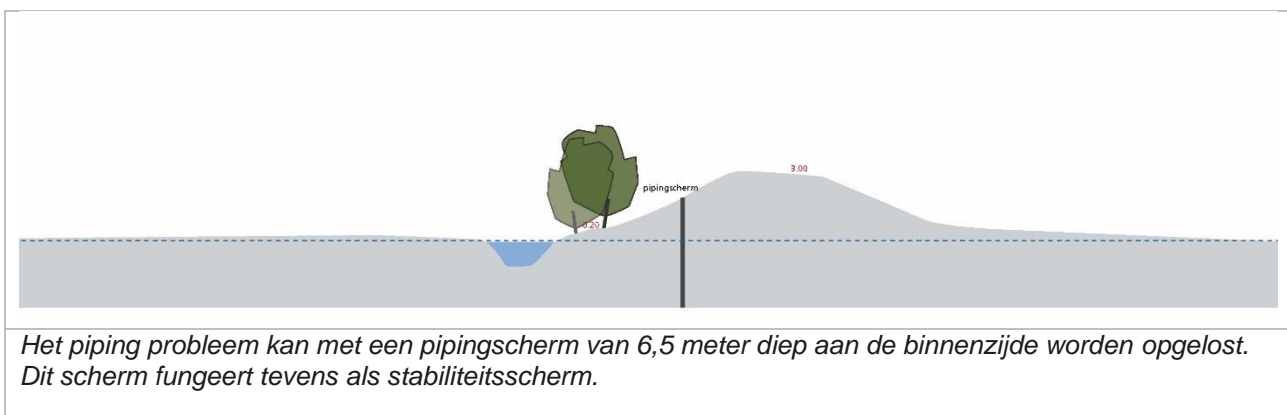 3.00
pipingscherm
0.20
Het piping probleem kan met een pipingscherm van 6,5 meter diep aan de binnenzijde worden opgelost.
Dit scherm fungeert tevens als stabiliteitsscherm.